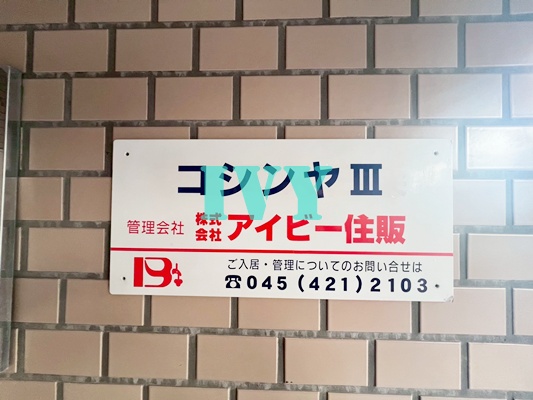 コシンヤⅢ
IVY
管理会社 株式会社 アイビー住販
B
ご入居・管理についてのお問い合せは
☎045(421)2103